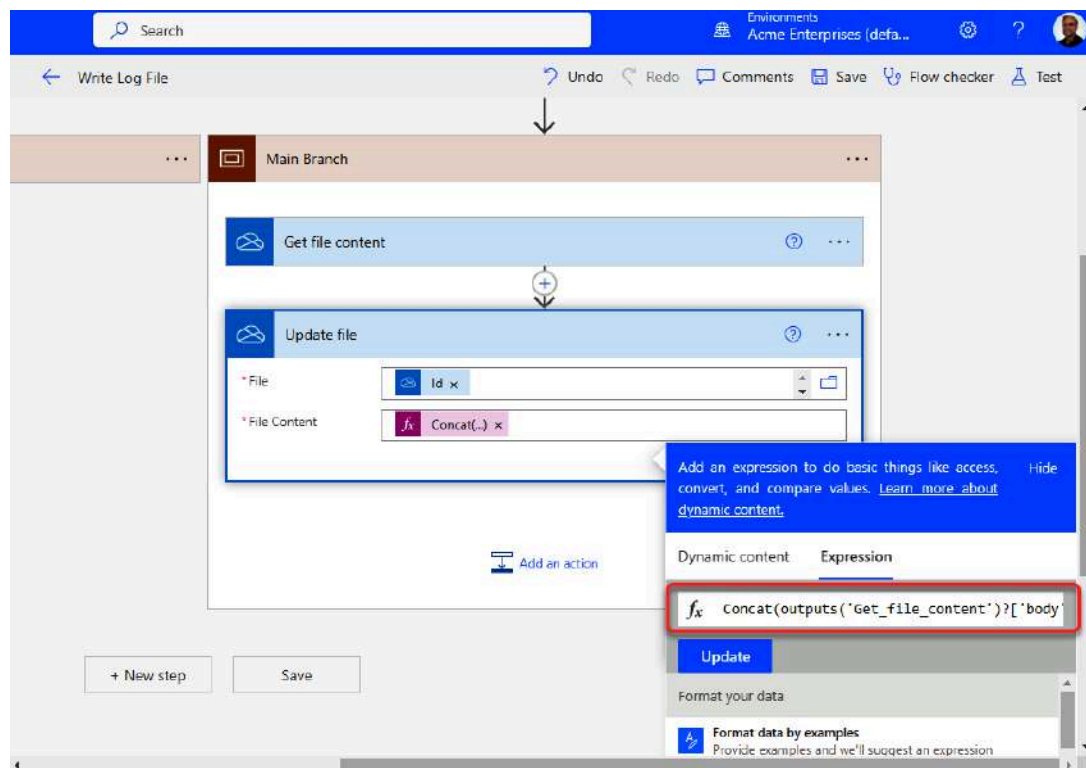 Search
Environments
Acme Enterprises (defa...
?
Write Log File
Undo
Redo
Comments
Save
Flow checker
Test
...
Main Branch
...
Get file content
?
...
Update file
?
...
*File
Id ×
*File Content
fx Concat(...) ×
Add an expression to do basic things like access,
Hide
convert, and compare values. Learn more about
dynamic content.
Add an action
Dynamic content
Expression
fx Concat(outputs('Get_file_content')?['body'
Update
+ New step
Save
Format your data
Format data by examples
Provide examples and we'll suggest an expression